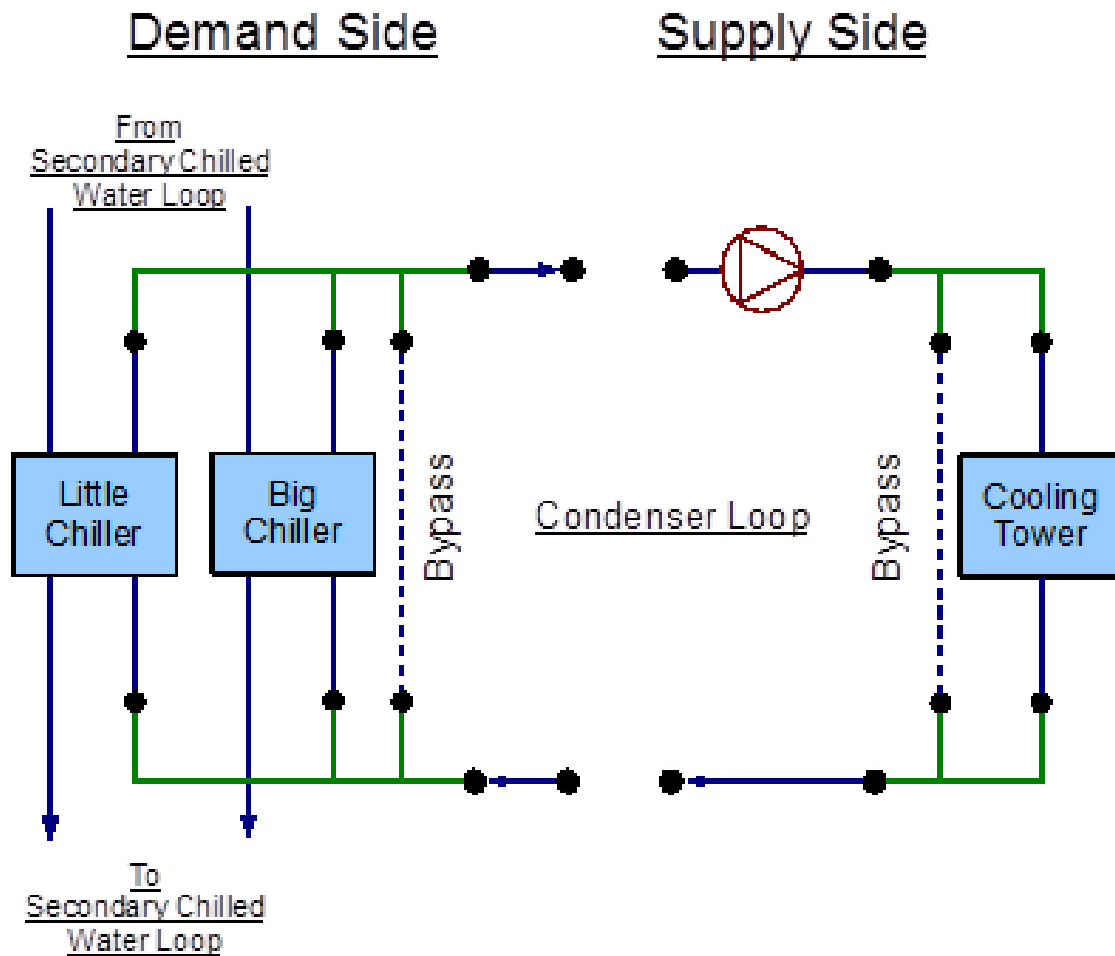 Demand Side
Supply Side
From
Secondary Chilled
Water Loop
Little
Chiller
Big
Chiller
Bypass
Condenser Loop
Bypass
Cooling
Tower
To
Secondary Chilled
Water Loop